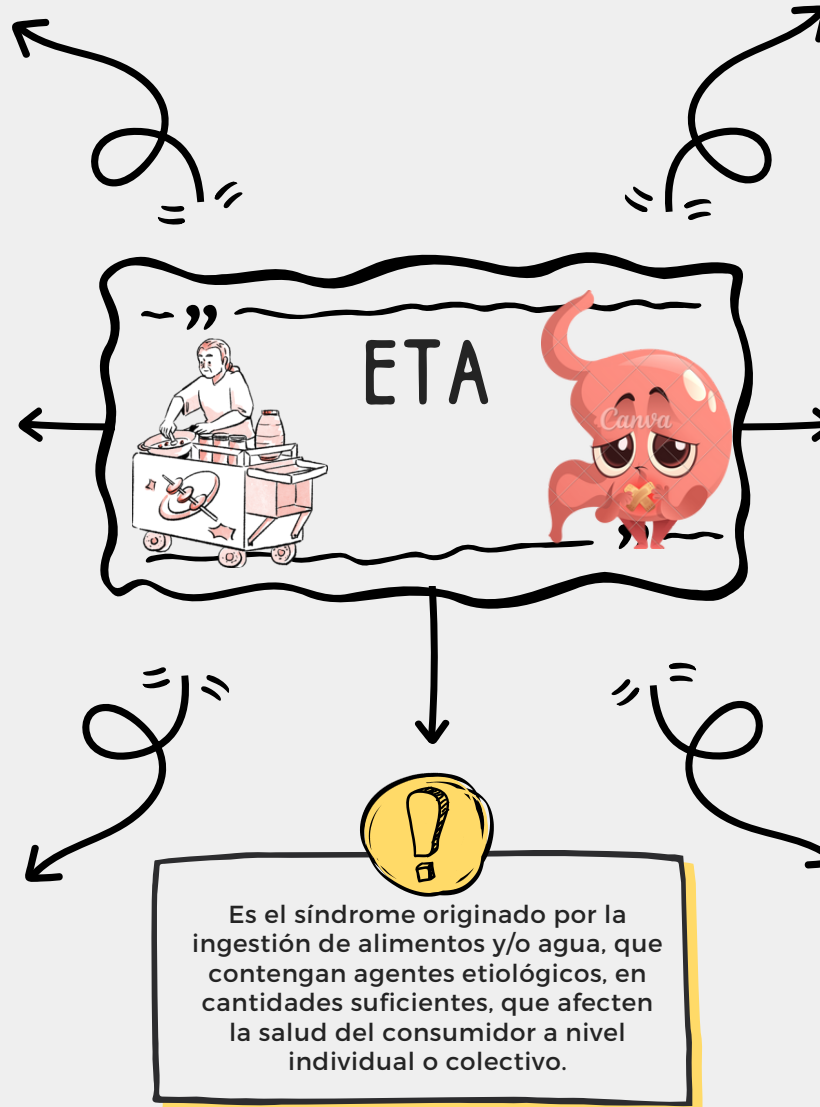 ETA
Canva
Es el síndrome originado por la
ingestión de alimentos y/o agua, que
contengan agentes etiológicos, en
cantidades suficientes, que afecten
la salud del consumidor a nivel
individual o colectivo.